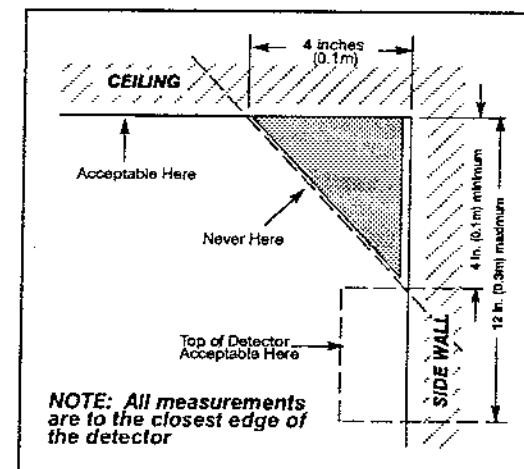 4 inches
(0.1m)
CEILING
Acceptable Here
Never Here
4 in. (0.1m) minimum
12 in. (0.3m) maximum
Top of Detector
Acceptable Here
SIDE WALL
NOTE: All measurements
are to the closest edge of
the detector